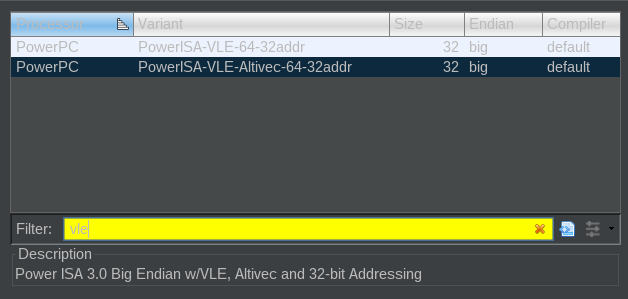 Processor Variant Size Endian Compiler
PowerPC PowerISA-VLE-64-32addr 32 big default
PowerPC PowerISA-VLE-Altivec-64-32addr 32 big default
Filter: vle
Description
Power ISA 3.0 Big Endian w/VLE, Altivec and 32-bit Addressing